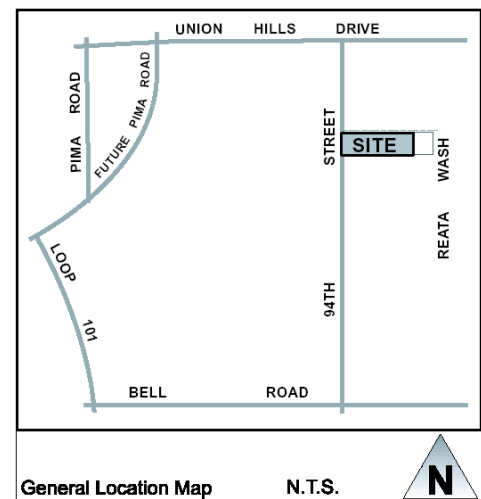 UNION HILLS DRIVE
PIMA ROAD
FUTURE PIMA ROAD
94TH STREET
SITE
REATA WASH
LOOP 101
BELL ROAD
General Location Map N.T.S.
N